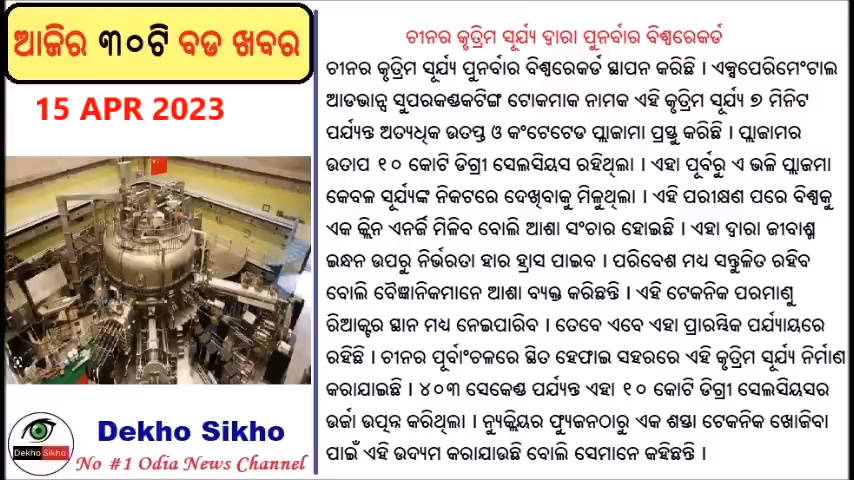 ଆଜିର ୩୦ଟି ବଡ ଖବର
15 APR 2023
Dekho Sikho
Dekho Sikho
No #1 Odia News Channel
ଚୀନର କୃତ୍ରିମ ସୂର୍ଯ୍ୟ ଦ୍ୱାରା ପୁନର୍ବାର ବିଶ୍ୱରେକର୍ଡ
ଚୀନର କୃତ୍ରିମ ସୂର୍ଯ୍ୟ ପୁନର୍ବାର ବିଶ୍ୱରେକର୍ଡ ସ୍ଥାପନ କରିଛି । ଏକ୍ସପେରିମେଂଟାଲ
ଆଡଭାନ୍ସ ସୁପରକଣ୍ଡକଟିଙ୍ଗ ଟୋକମାକ ନାମକ ଏହି କୃତ୍ରିମ ସୂର୍ଯ୍ୟ ୭ ମିନିଟ
ପର୍ଯ୍ୟନ୍ତ ଅତ୍ୟଧିକ ଉତପ୍ତ ଓ କଂଟେଟେଡ ପ୍ଲାଜାମା ପ୍ରସ୍ତୁ କରିଛି । ପ୍ଲାଜାମର
ଉତାପ ୧୦ କୋଟି ଡିଗ୍ରୀ ସେଲସିୟସ ରହିଥିଲା । ଏହା ପୂର୍ବରୁ ଏ ଭଳି ପ୍ଲାଜମା
କେବଳ ସୂର୍ଯ୍ୟଙ୍କ ନିକଟରେ ଦେଖିବାକୁ ମିଳୁଥିଲା । ଏହି ପରୀକ୍ଷଣ ପରେ ବିଶ୍ୱକୁ
ଏକ କ୍ଲିନ ଏନର୍ଜି ମିଳିବ ବୋଲି ଆଶା ସଂଚାର ହୋଇଛି । ଏହା ଦ୍ୱାରା ଜୀବାଶ୍ମ
ଇନ୍ଧନ ଉପରୁ ନିର୍ଭରତା ହାର ହ୍ରାସ ପାଇବ । ପରିବେଶ ମଧ୍ୟ ସନ୍ତୁଳିତ ରହିବ
ବୋଲି ବୈଜ୍ଞାନିକମାନେ ଆଶା ବ୍ୟକ୍ତ କରିଛନ୍ତି । ଏହି ଟେକନିକ ପରମାଣୁ
ରିଆକ୍ଟର ସ୍ଥାନ ମଧ୍ୟ ନେଇପାରିବ । ତେବେ ଏବେ ଏହା ପ୍ରାରମ୍ଭିକ ପର୍ଯ୍ୟାୟରେ
ରହିଛି । ଚୀନର ପୂର୍ବାଂଚଳରେ ସ୍ଥିତ ହେଫାଇ ସହରରେ ଏହି କୃତ୍ରିମ ସୂର୍ଯ୍ୟ ନିର୍ମାଣ
କରାଯାଇଛି । ୪୦୩ ସେକେଣ୍ଡ ପର୍ଯ୍ୟନ୍ତ ଏହା ୧୦ କୋଟି ଡିଗ୍ରୀ ସେଲସିୟସର
ଉର୍ଜା ଉତ୍ପନ୍ନ କରିଥିଲା । ନ୍ୟୁକ୍ଲିୟର ଫ୍ୟୁଜନଠାରୁ ଏକ ଶସ୍ତା ଟେକନିକ ଖୋଜିବା
ପାଇଁ ଏହି ଉଦ୍ୟମ କରାଯାଉଛି ବୋଲି ସେମାନେ କହିଛନ୍ତି ।